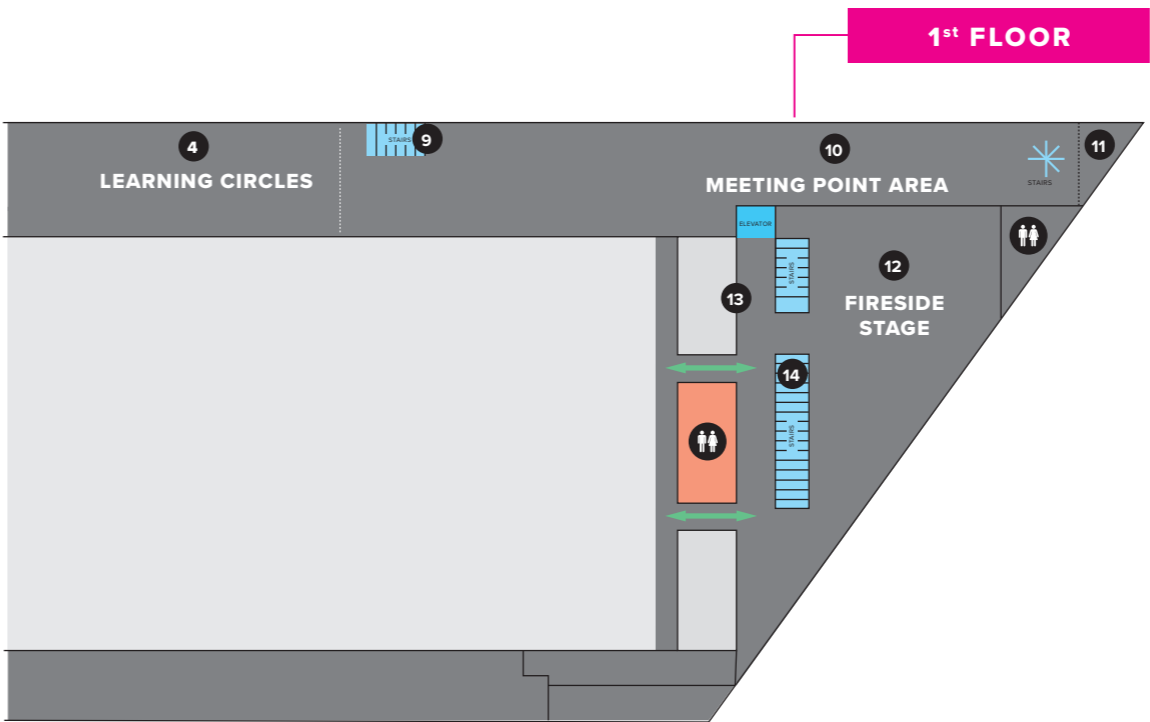 1st FLOOR
4
LEARNING CIRCLES
STAIRS
9
10
MEETING POINT AREA
STAIRS
11
ELEVATOR
STAIRS
12
FIRESIDE
STAGE
13
14
STAIRS